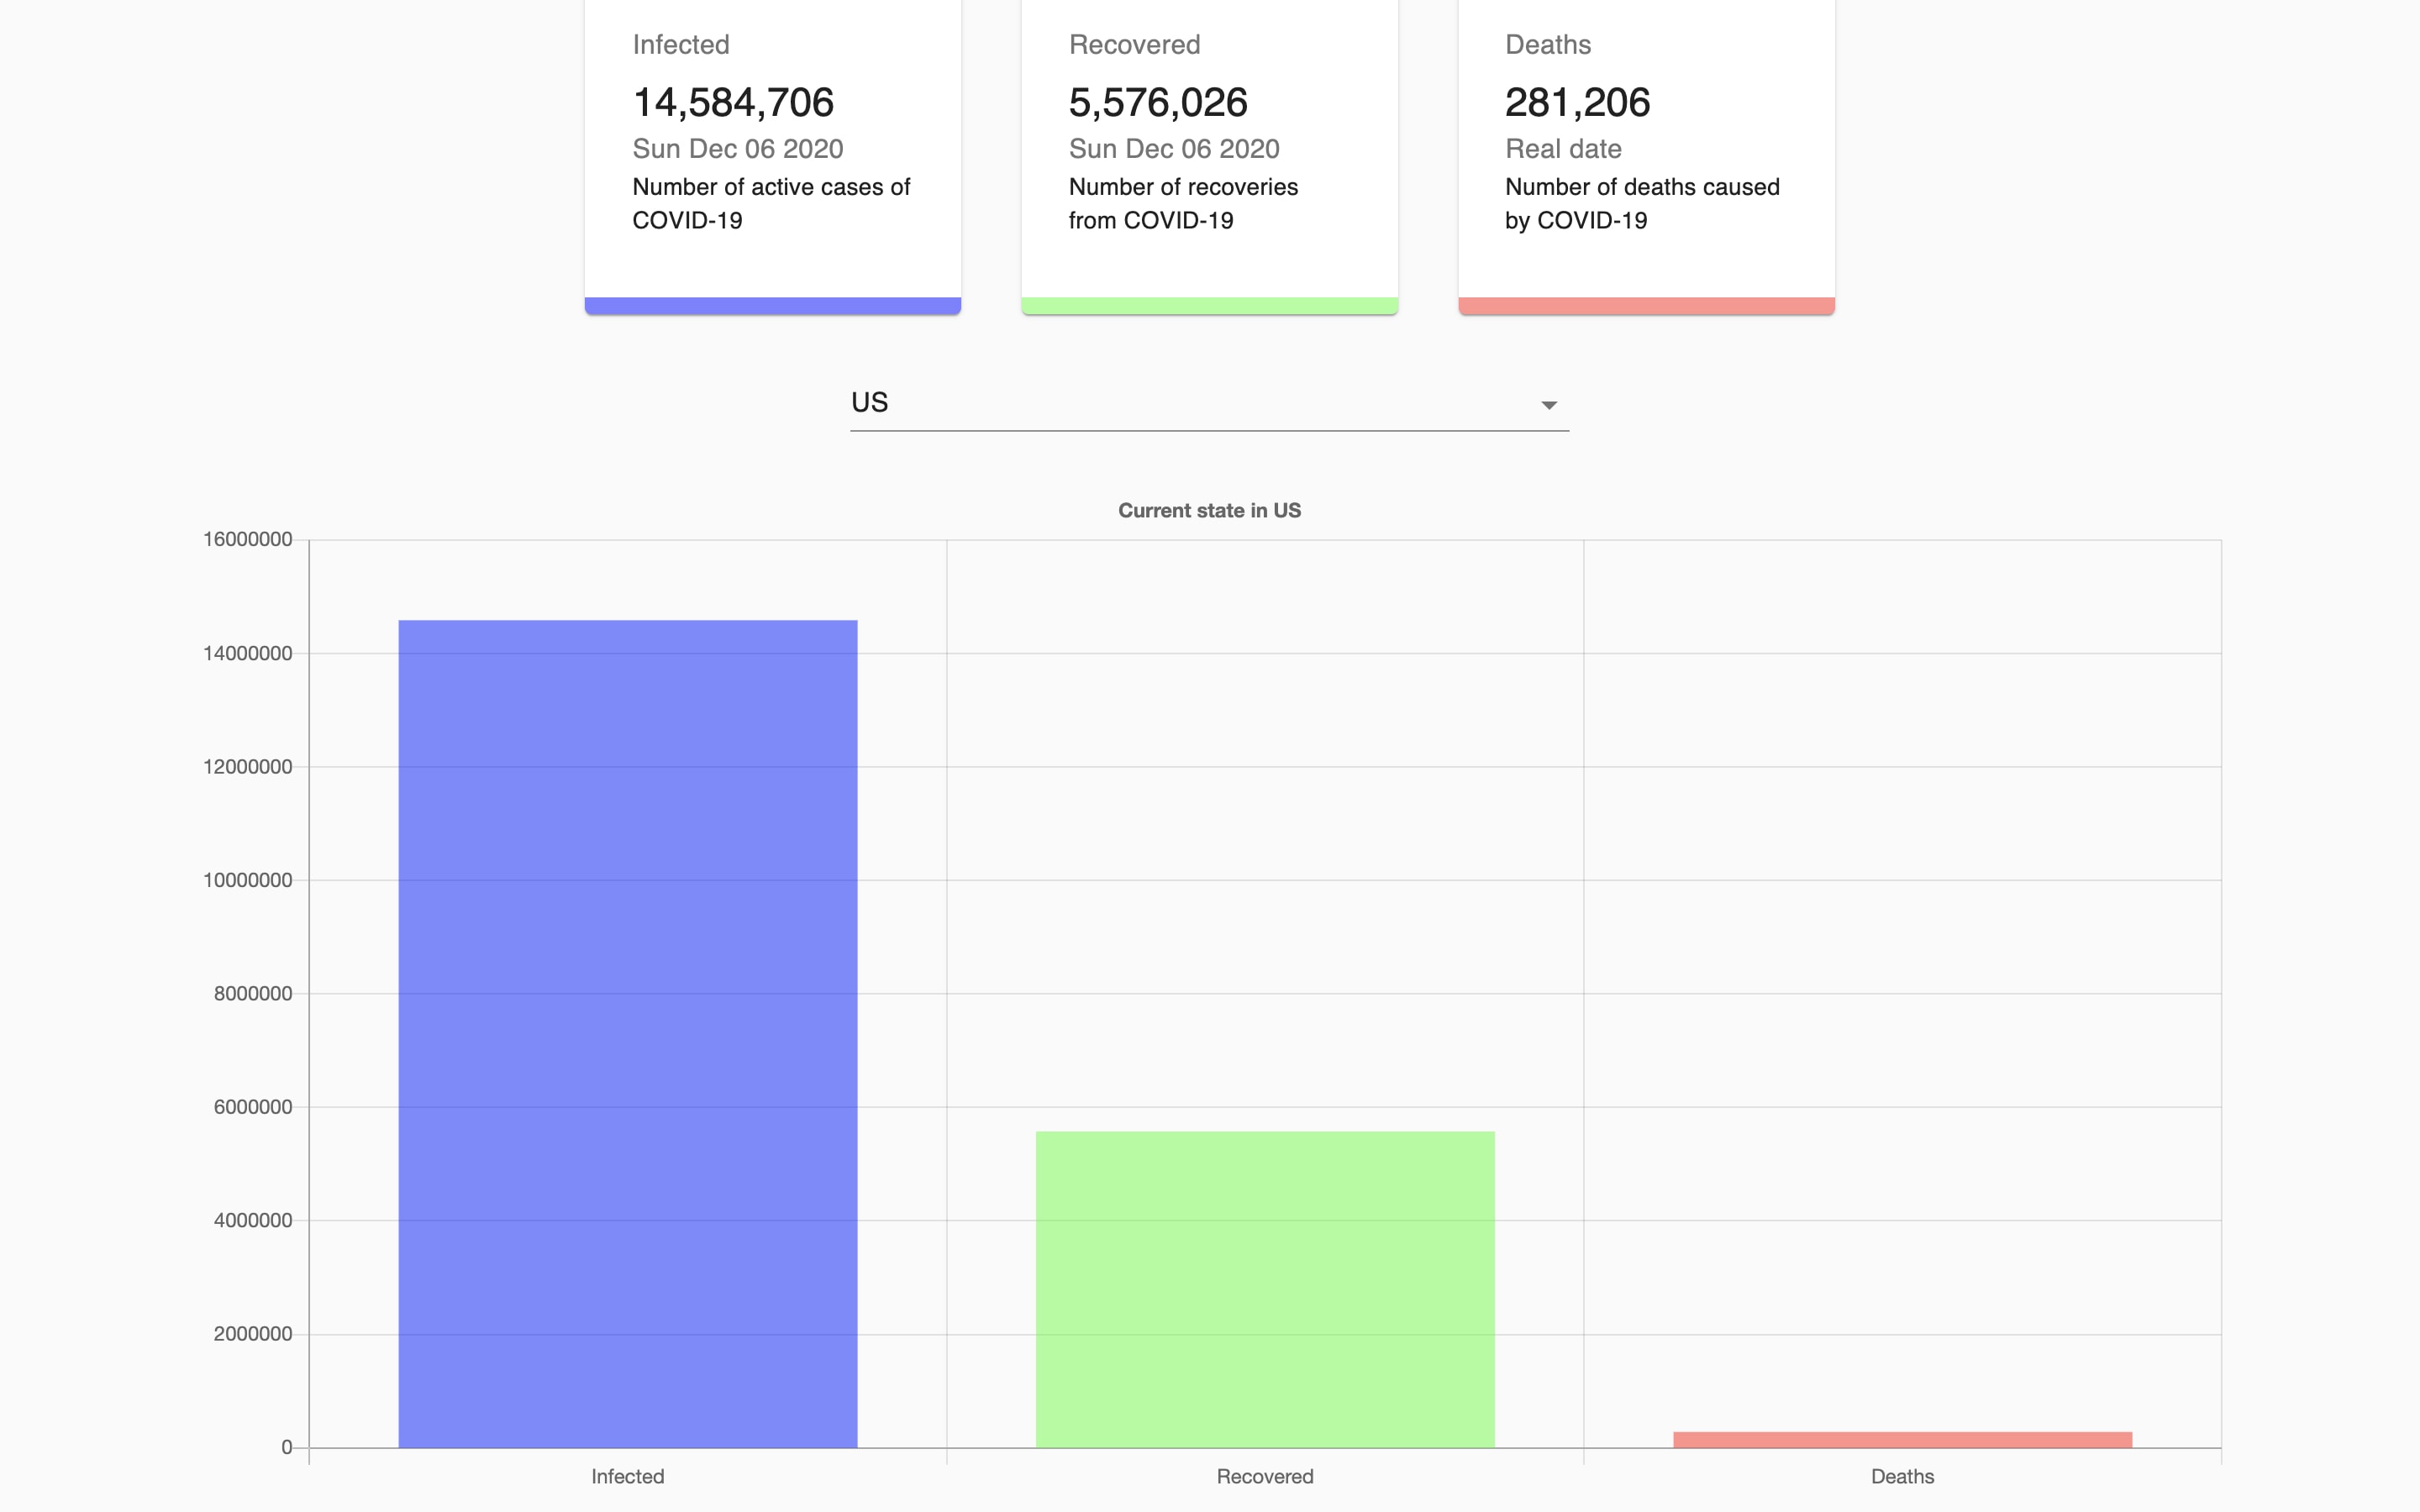 Infected
14,584,706
Sun Dec 06 2020
Number of active cases of
COVID-19
Recovered
5,576,026
Sun Dec 06 2020
Number of recoveries
from COVID-19
Deaths
281,206
Real date
Number of deaths caused
by COVID-19
US
Current state in US
16000000
14000000
12000000
10000000
8000000
6000000
4000000
2000000
0
Infected
Recovered
Deaths